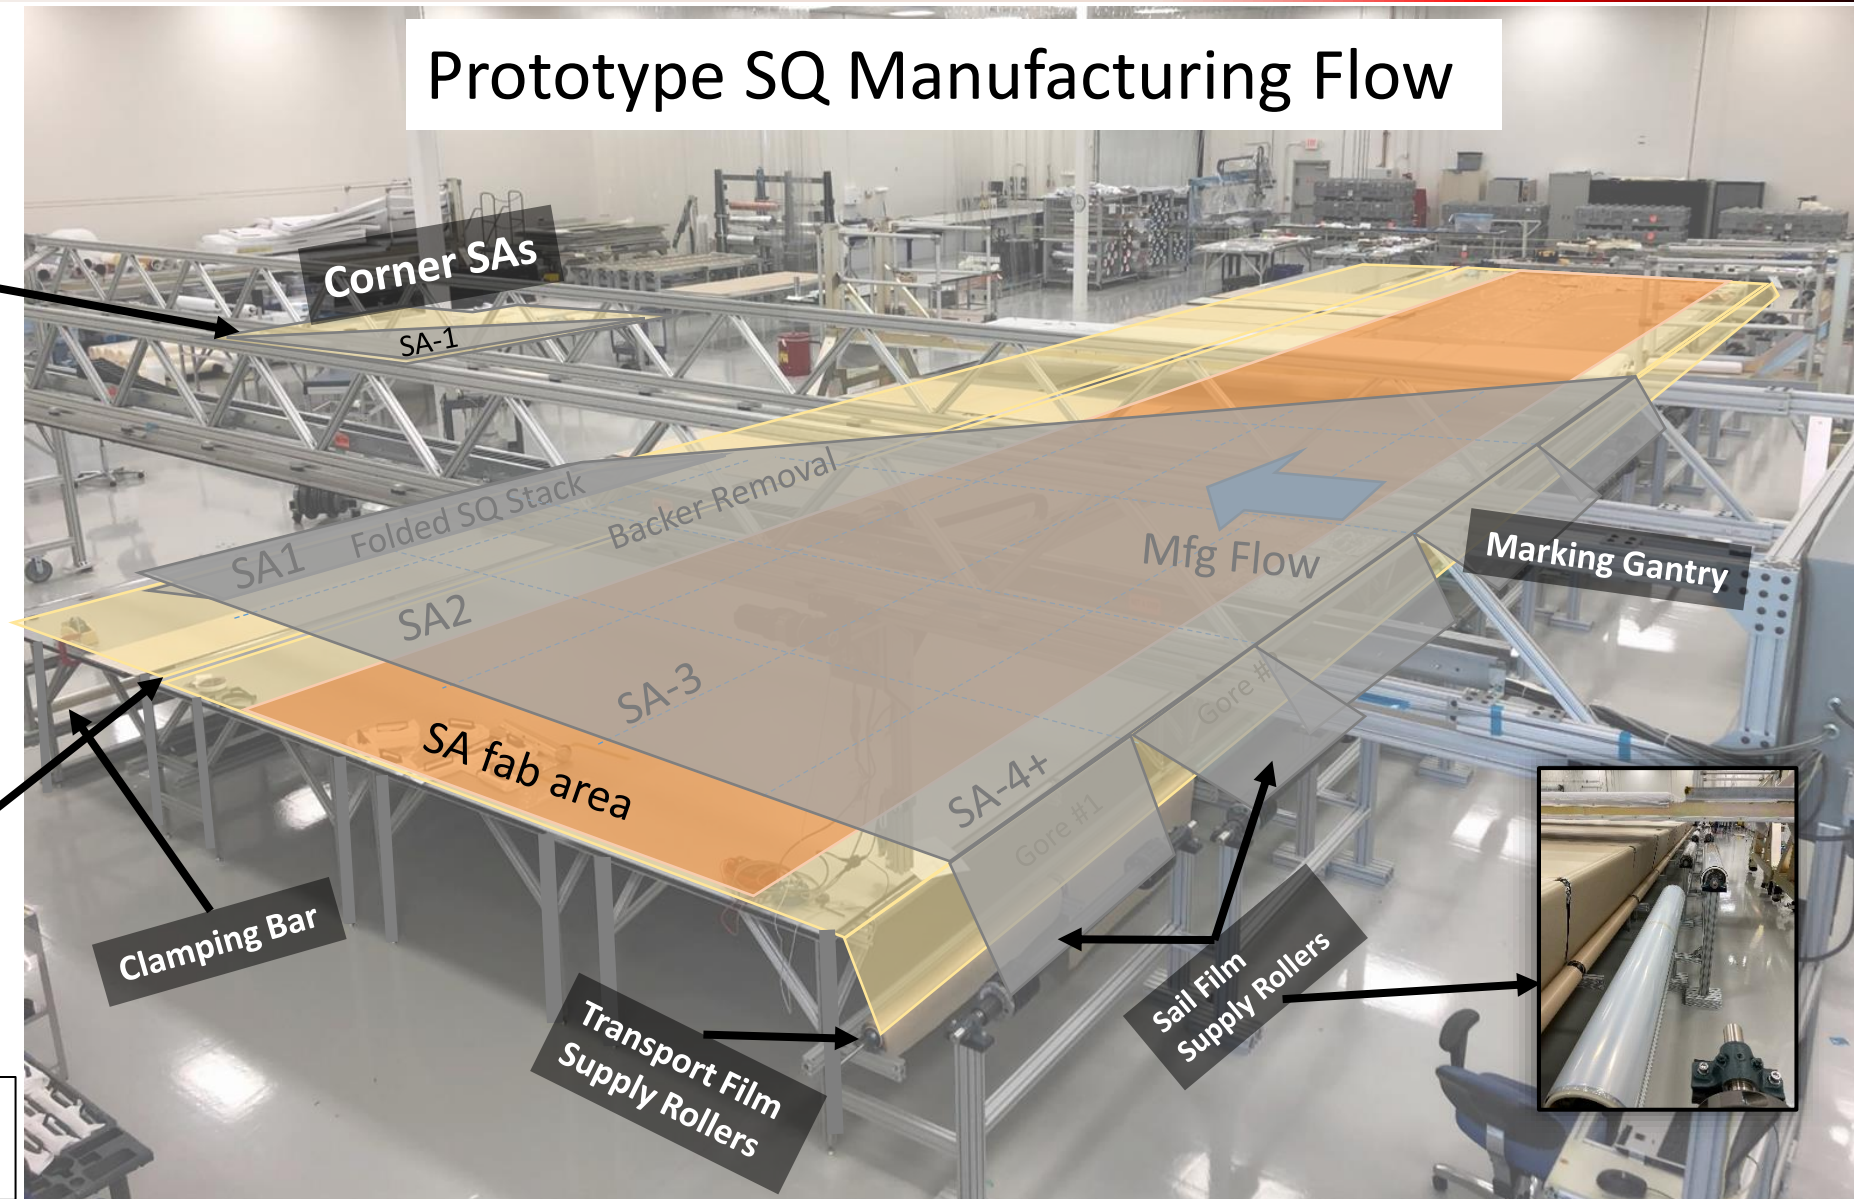 Prototype SQ Manufacturing Flow
Corner SAs
SA-1
Folded SQ Stack
Backer Removal
SA1
SA2
SA-3
SA-4+
Mfg Flow
Marking Gantry
SA fab area
Gore #1
Gore #
Clamping Bar
Transport Film
Supply Rollers
Sail Film
Supply Rollers